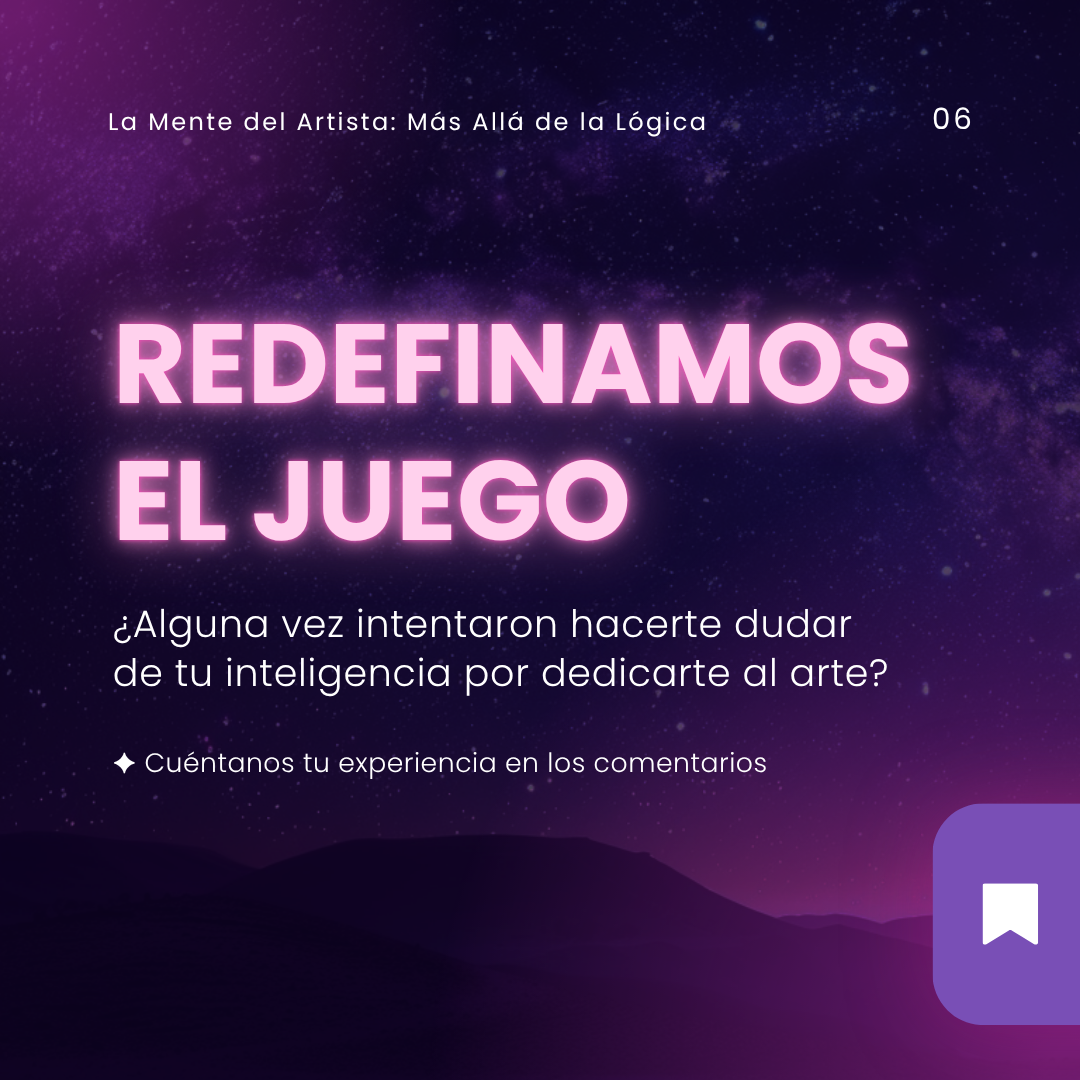 La Mente del Artista: Más Allá de la Lógica
06
REDEFINAMOS
EL JUEGO
¿Alguna vez intentaron hacerte dudar
de tu inteligencia por dedicarte al arte?
✦ Cuéntanos tu experiencia en los comentarios